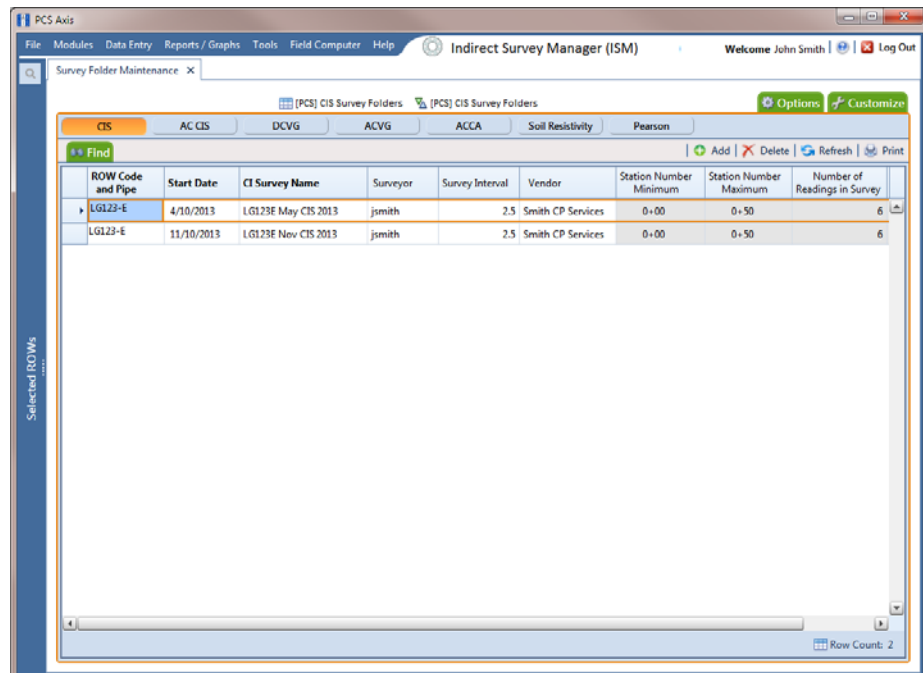 PCS Axis
File Modules Data Entry Reports / Graphs Tools Field Computer Help Indirect Survey Manager (ISM) Welcome John Smith Log Out
Survey Folder Maintenance X
[PCS] CIS Survey Folders [PCS] CIS Survey Folders Options Customize
CIS AC CIS DCVG ACVG ACCA Soil Resistivity Pearson
Find Add Delete Refresh Print
ROW Code and Pipe Start Date CI Survey Name Surveyor Survey Interval Vendor Station Number Minimum Station Number Maximum Number of Readings in Survey
LG123-E 4/10/2013 LG123E May CIS 2013 jsmith 2.5 Smith CP Services 0+00 0+50 6
LG123-E 11/10/2013 LG123E Nov CIS 2013 jsmith 2.5 Smith CP Services 0+00 0+50 6
Selected ROWs
Row Count: 2